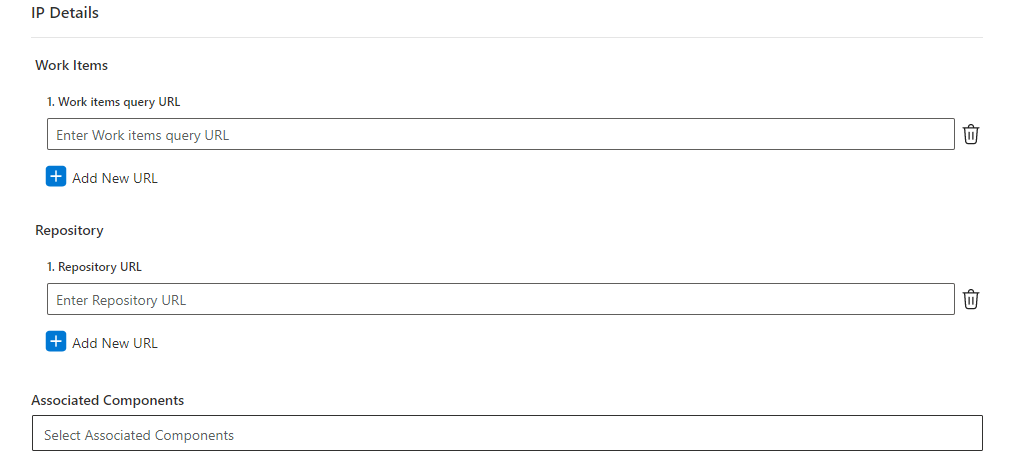 IP Details
Work Items
1. Work items query URL
Enter Work items query URL
Add New URL
Repository
1. Repository URL
Enter Repository URL
Add New URL
Associated Components
Select Associated Components